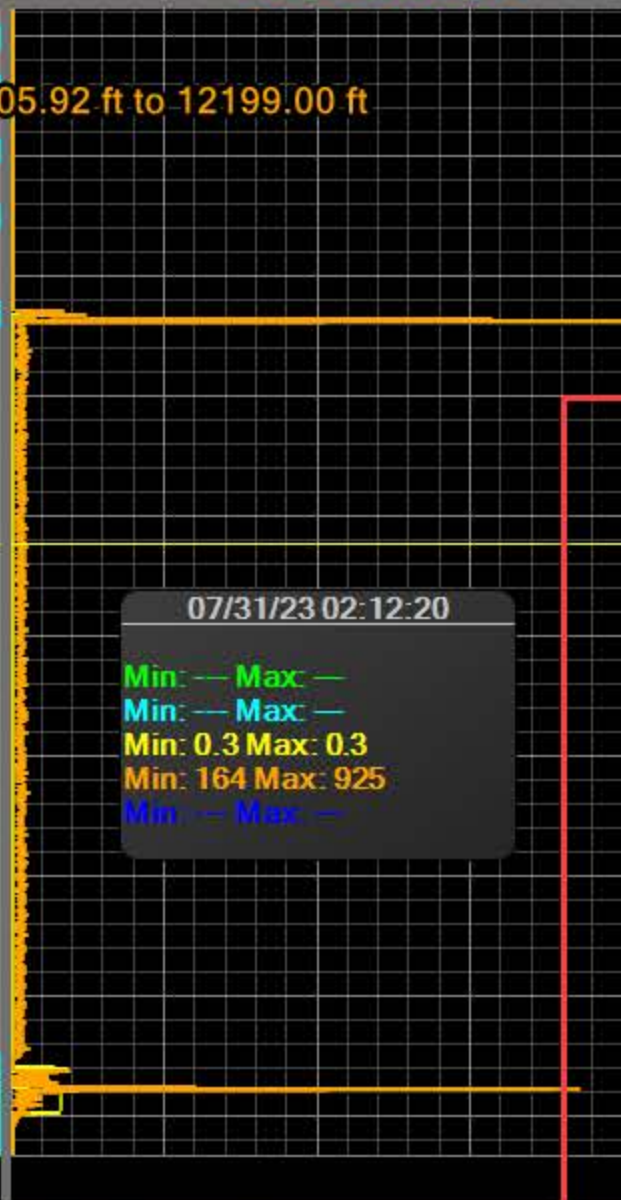 05.92 ft to 12199.00 ft
07/31/23 02:12:20
Min: --- Max: ---
Min: --- Max: ---
Min: 0.3 Max: 0.3
Min: 164 Max: 925
Min: --- Max: ---